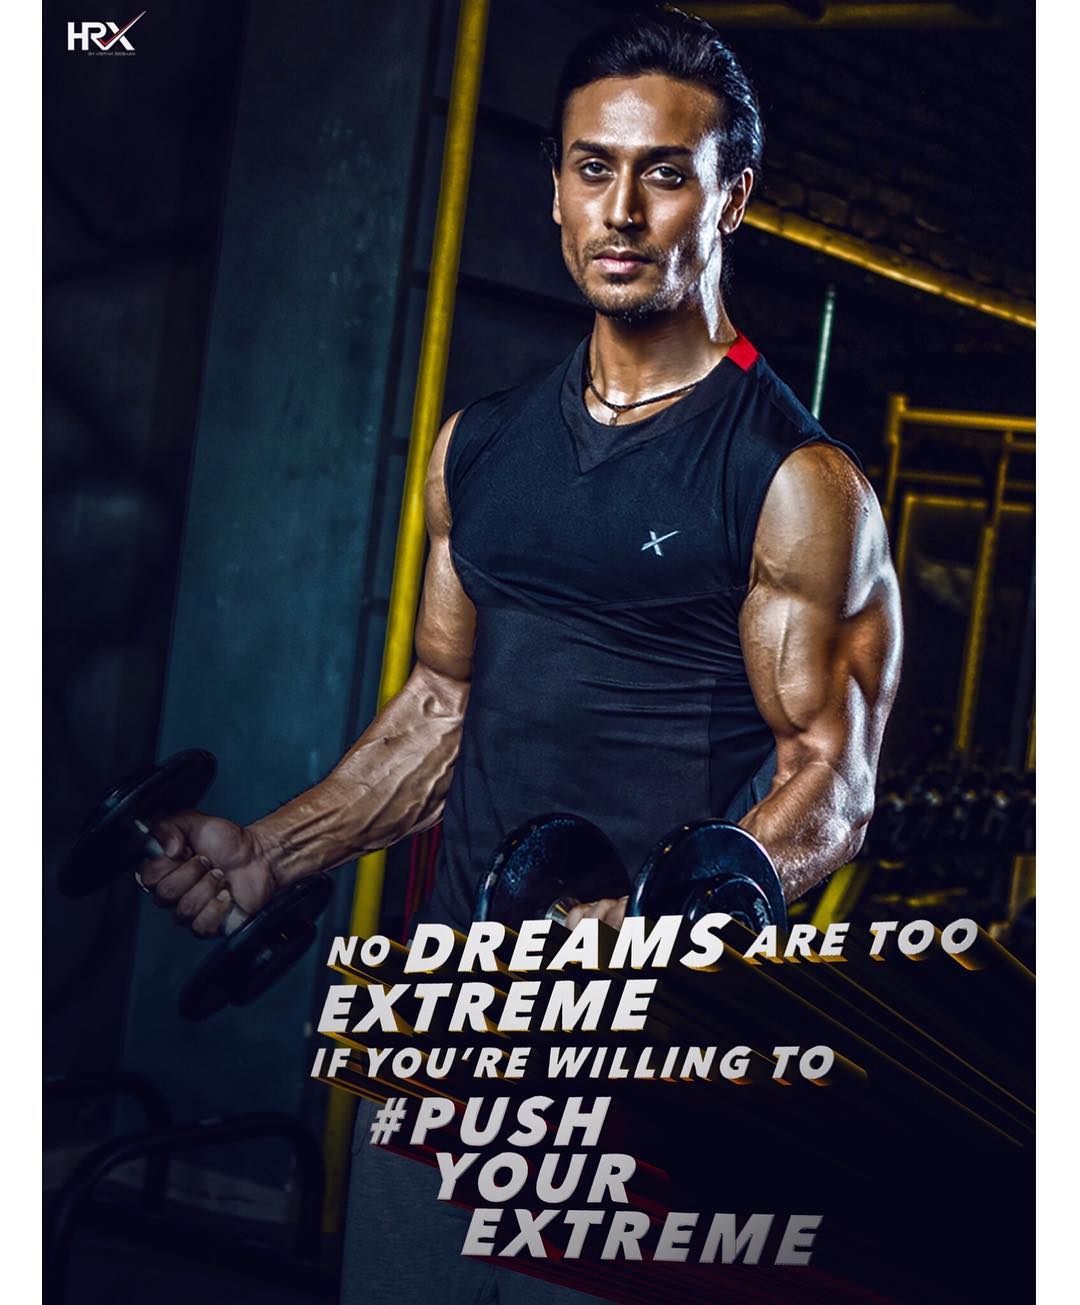 HRX
BY HRITHIK ROSHAN
NO DREAMS ARE TOO
EXTREME
IF YOU'RE WILLING TO
#PUSH
YOUR
EXTREME